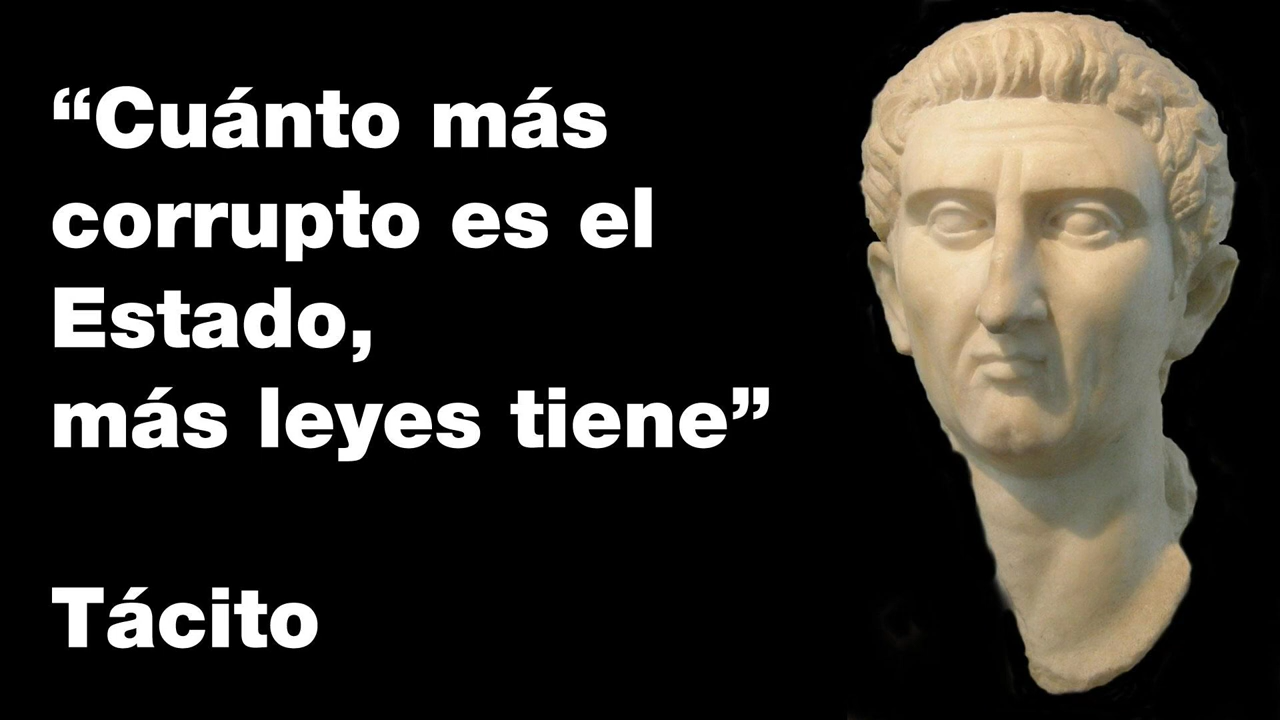 “Cuánto más
corrupto es el
Estado,
más leyes tiene”
Tácito